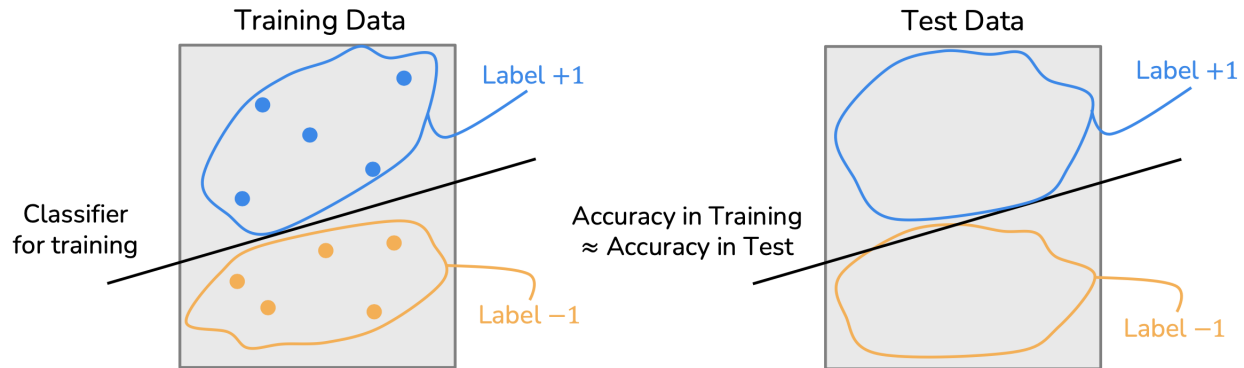 Training Data
Label +1
Classifier
for training
Label −1
Test Data
Label +1
Accuracy in Training
≈ Accuracy in Test
Label −1